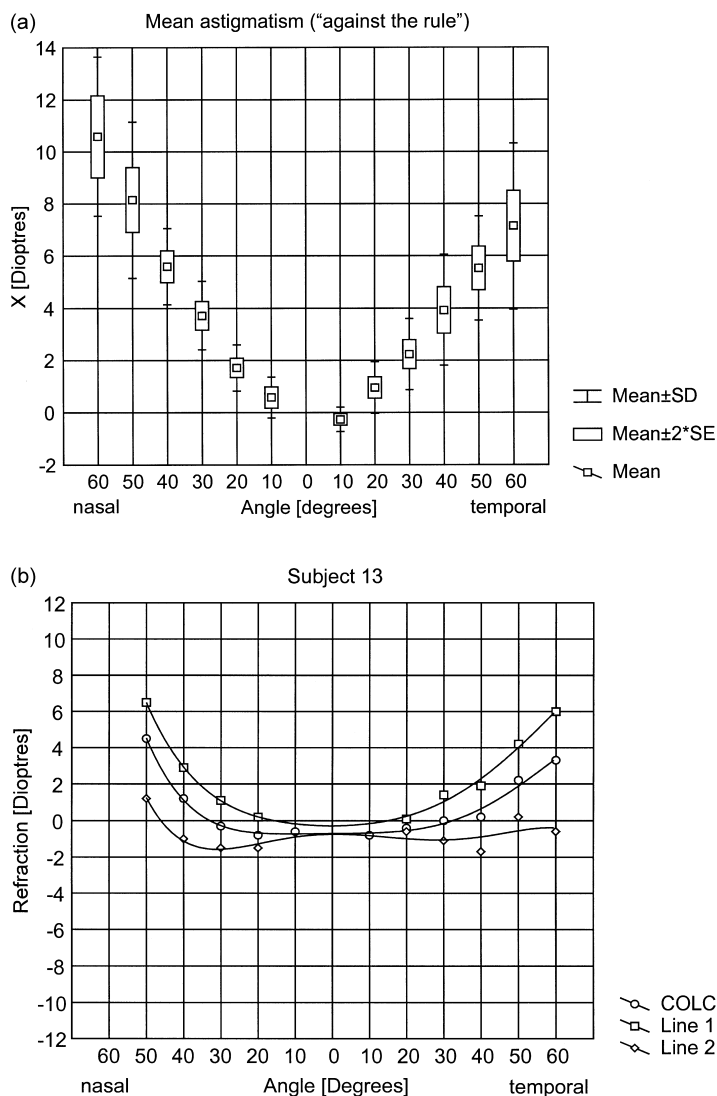 (a) Mean astigmatism (“against the rule”)
14
12
10
8
6
4
2
0
-2
X [Dioptres]
60 50 40 30 20 10 0 10 20 30 40 50 60
nasal Angle [degrees] temporal
Mean±SD
Mean±2*SE
Mean
(b) Subject 13
12
10
8
6
4
2
0
-2
-4
-6
-8
-10
-12
Refraction [Dioptres]
60 50 40 30 20 10 0 10 20 30 40 50 60
nasal Angle [Degrees] temporal
COLC
Line 1
Line 2